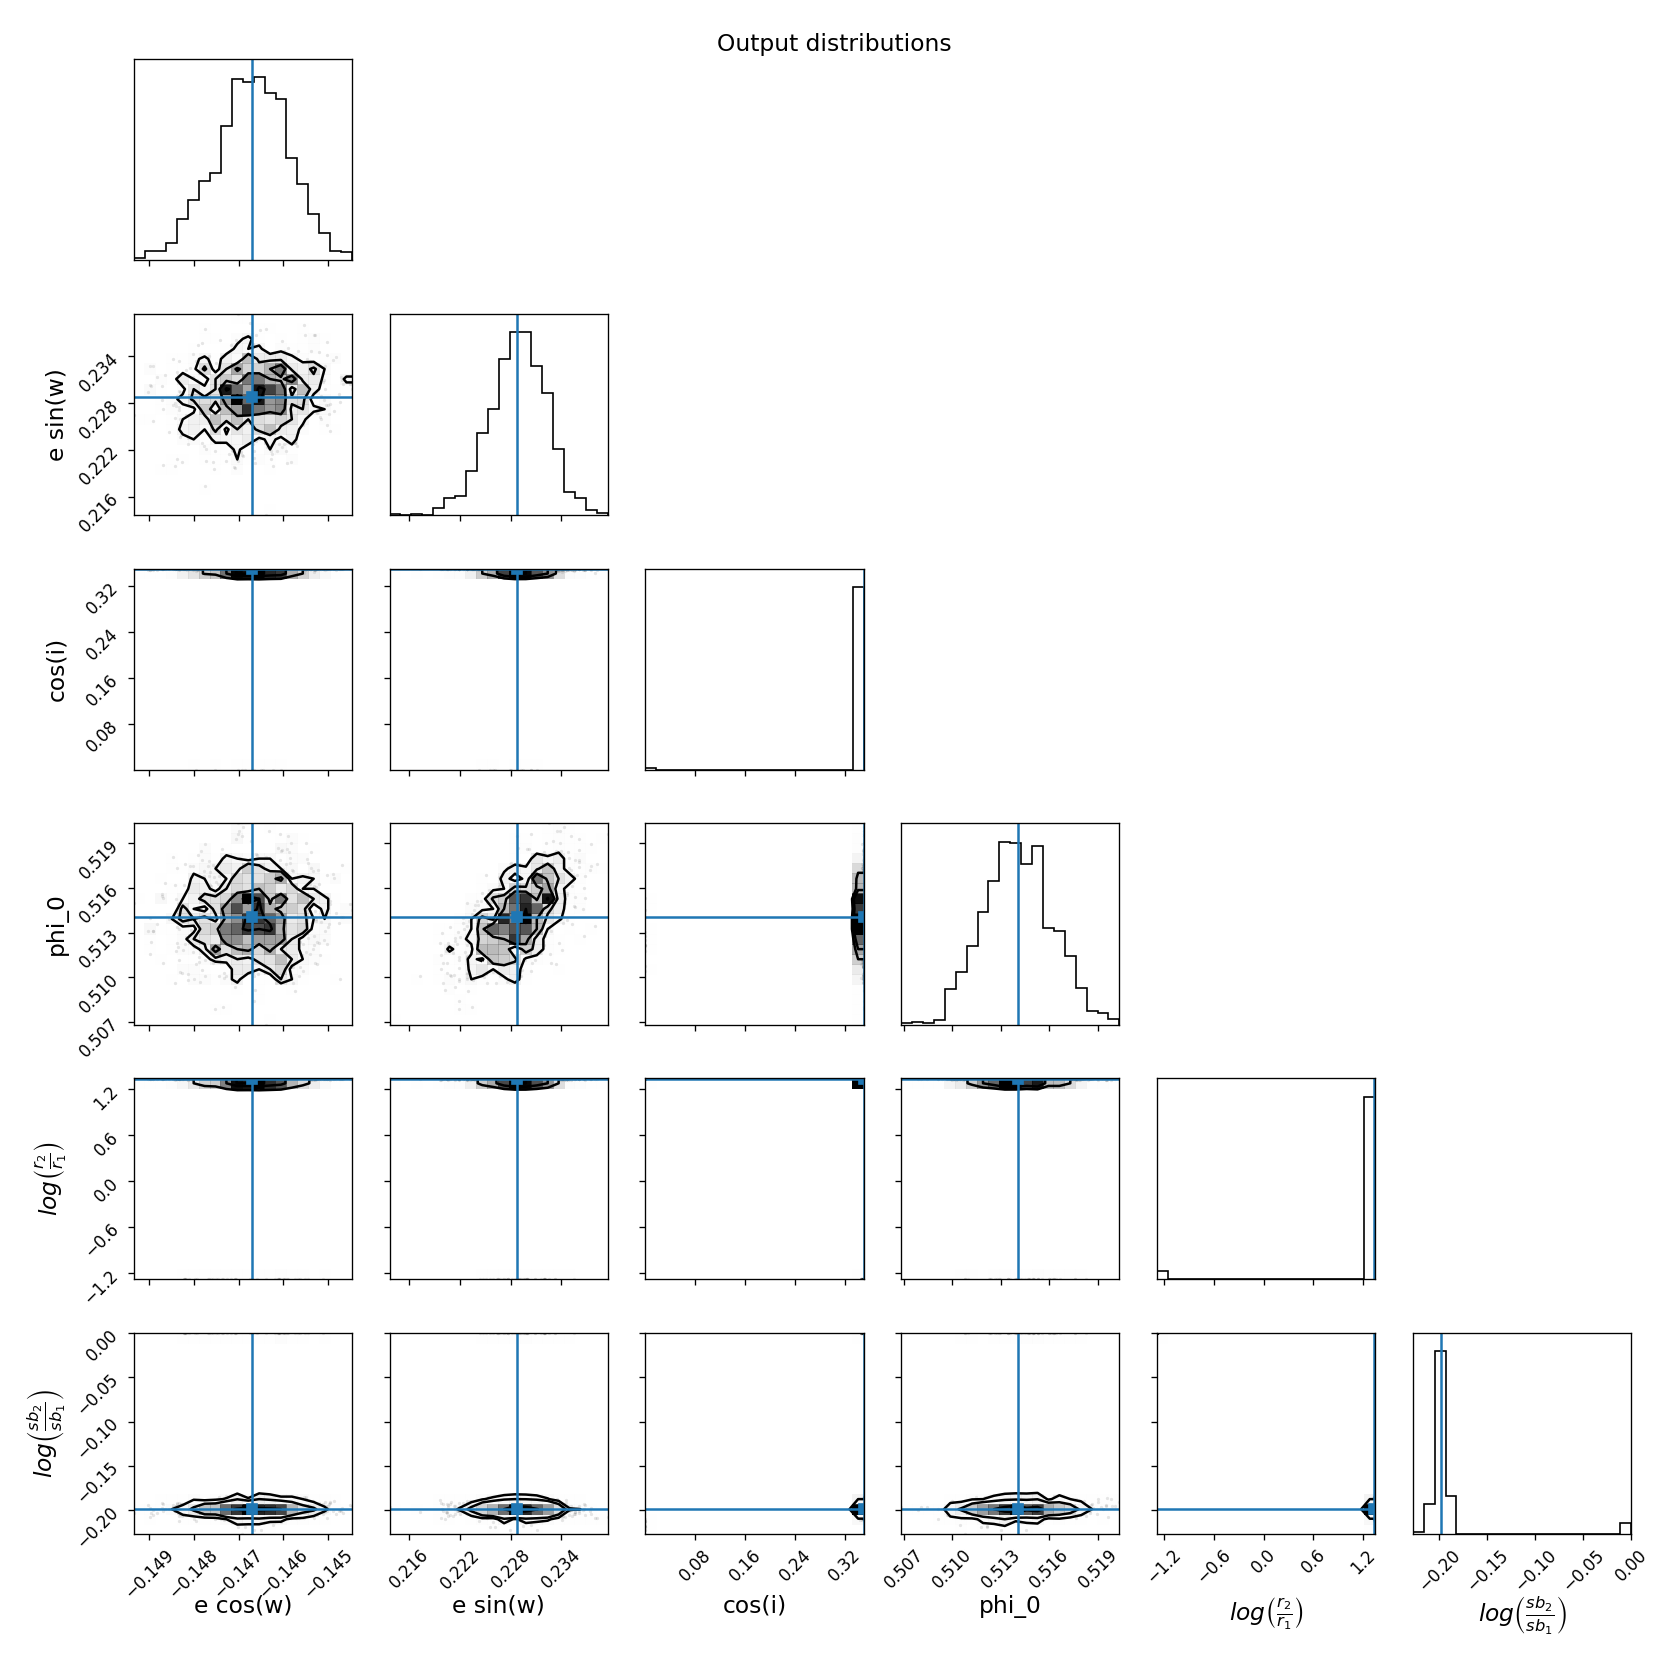 Output distributions
e sin(w)
0.234
0.228
0.222
0.216
cos(i)
0.32
0.24
0.16
0.08
phi_0
0.519
0.516
0.513
0.510
0.507
log(r2/r1)
1.2
0.6
0.0
−0.6
−1.2
log(sb2/sb1)
0.00
−0.05
−0.10
−0.15
−0.20
−0.149 −0.148 −0.147 −0.146 −0.145
e cos(w)
0.216 0.222 0.228 0.234
e sin(w)
0.08 0.16 0.24 0.32
cos(i)
0.507 0.510 0.513 0.516 0.519
phi_0
−1.2 −0.6 0.0 0.6 1.2
log(r2/r1)
−0.20 −0.15 −0.10 −0.05 0.00
log(sb2/sb1)